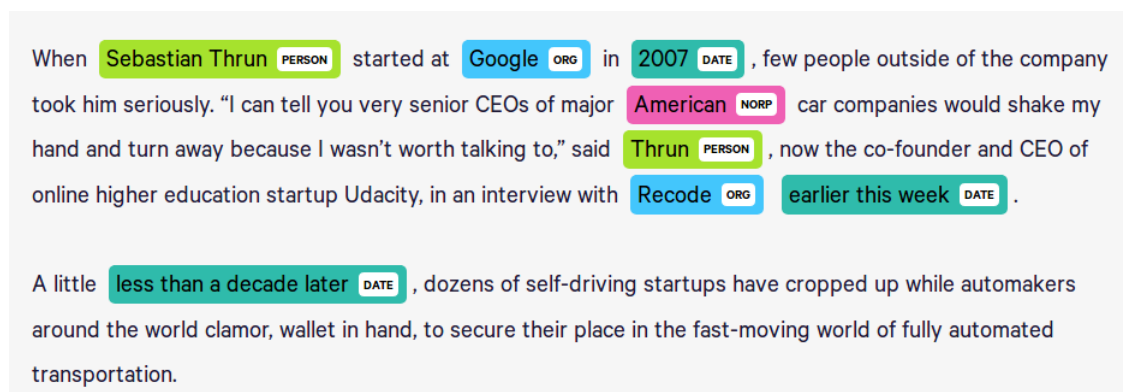 When Sebastian Thrun PERSON started at Google ORG in 2007 DATE , few people outside of the company
took him seriously. “I can tell you very senior CEOs of major American NORP car companies would shake my
hand and turn away because I wasn’t worth talking to,” said Thrun PERSON , now the co-founder and CEO of
online higher education startup Udacity, in an interview with Recode ORG earlier this week DATE .
A little less than a decade later DATE , dozens of self-driving startups have cropped up while automakers
around the world clamor, wallet in hand, to secure their place in the fast-moving world of fully automated
transportation.